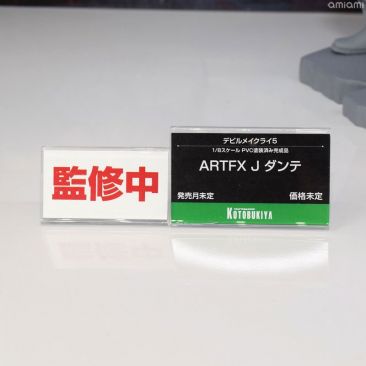 amiami
監修中
デビルメイクライ5
1/8スケール PVC塗装済み完成品
ARTFX J ダンテ
発売月未定
価格未定
KOTOBUKIYA